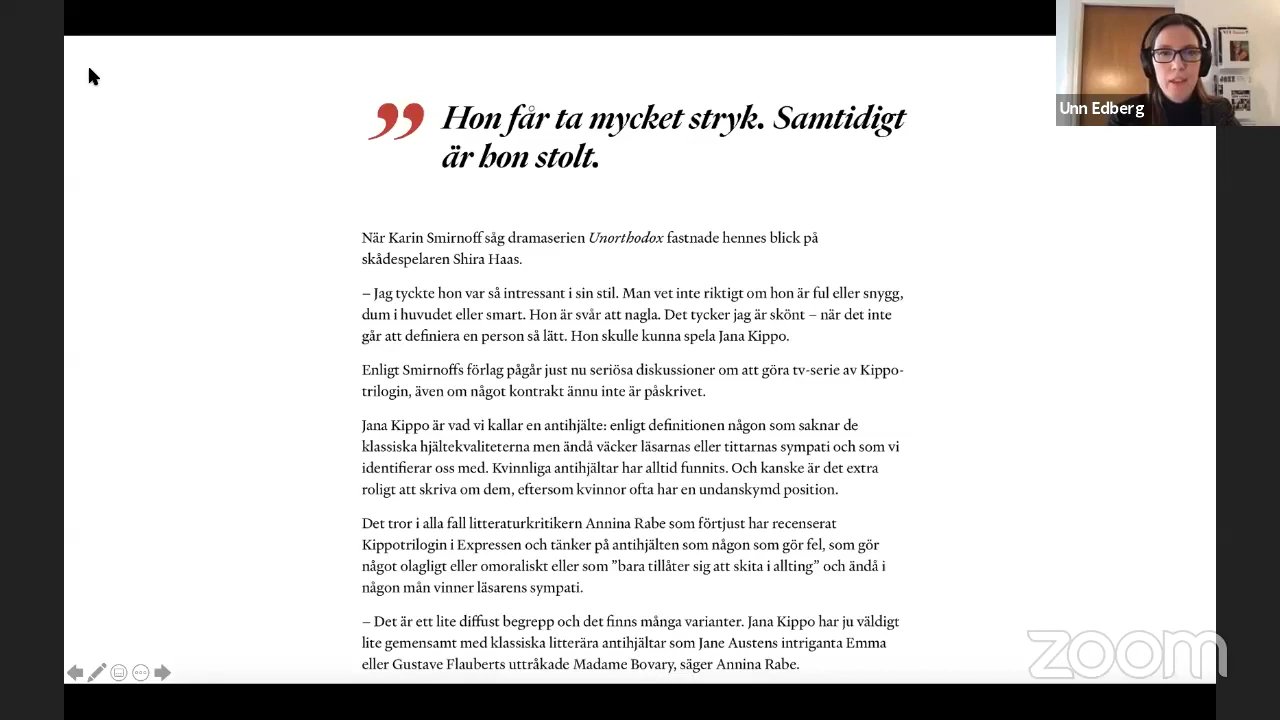 Unn Edberg
” Hon får ta mycket stryk. Samtidigt
är hon stolt.
När Karin Smirnoff såg dramaserien Unorthodox fastnade hennes blick på
skådespelaren Shira Haas.
– Jag tyckte hon var så intressant i sin stil. Man vet inte riktigt om hon är ful eller snygg,
dum i huvudet eller smart. Hon är svår att nagla. Det tycker jag är skönt – när det inte
går att definiera en person så lätt. Hon skulle kunna spela Jana Kippo.
Enligt Smirnoffs förlag pågår just nu seriösa diskussioner om att göra tv-serie av Kippo-
trilogin, även om något kontrakt ännu inte är påskrivet.
Jana Kippo är vad vi kallar en antihjälte: enligt definitionen någon som saknar de
klassiska hjältekvaliteterna men ändå väcker läsarnas eller tittarnas sympati och som vi
identifierar oss med. Kvinnliga antihjältar har alltid funnits. Och kanske är det extra
roligt att skriva om dem, eftersom kvinnor ofta har en undanskymd position.
Det tror i alla fall litteraturkritikern Annina Rabe som förtjust har recenserat
Kippotrilogin i Expressen och tänker på antihjälten som någon som gör fel, som gör
något olagligt eller omoraliskt eller som ”bara tillåter sig att skita i allting” och ändå i
någon mån vinner läsarens sympati.
– Det är ett lite diffust begrepp och det finns många varianter. Jana Kippo har ju väldigt
lite gemensamt med klassiska litterära antihjältar som Jane Austens intriganta Emma
eller Gustave Flauberts uttråkade Madame Bovary, säger Annina Rabe.
zoom